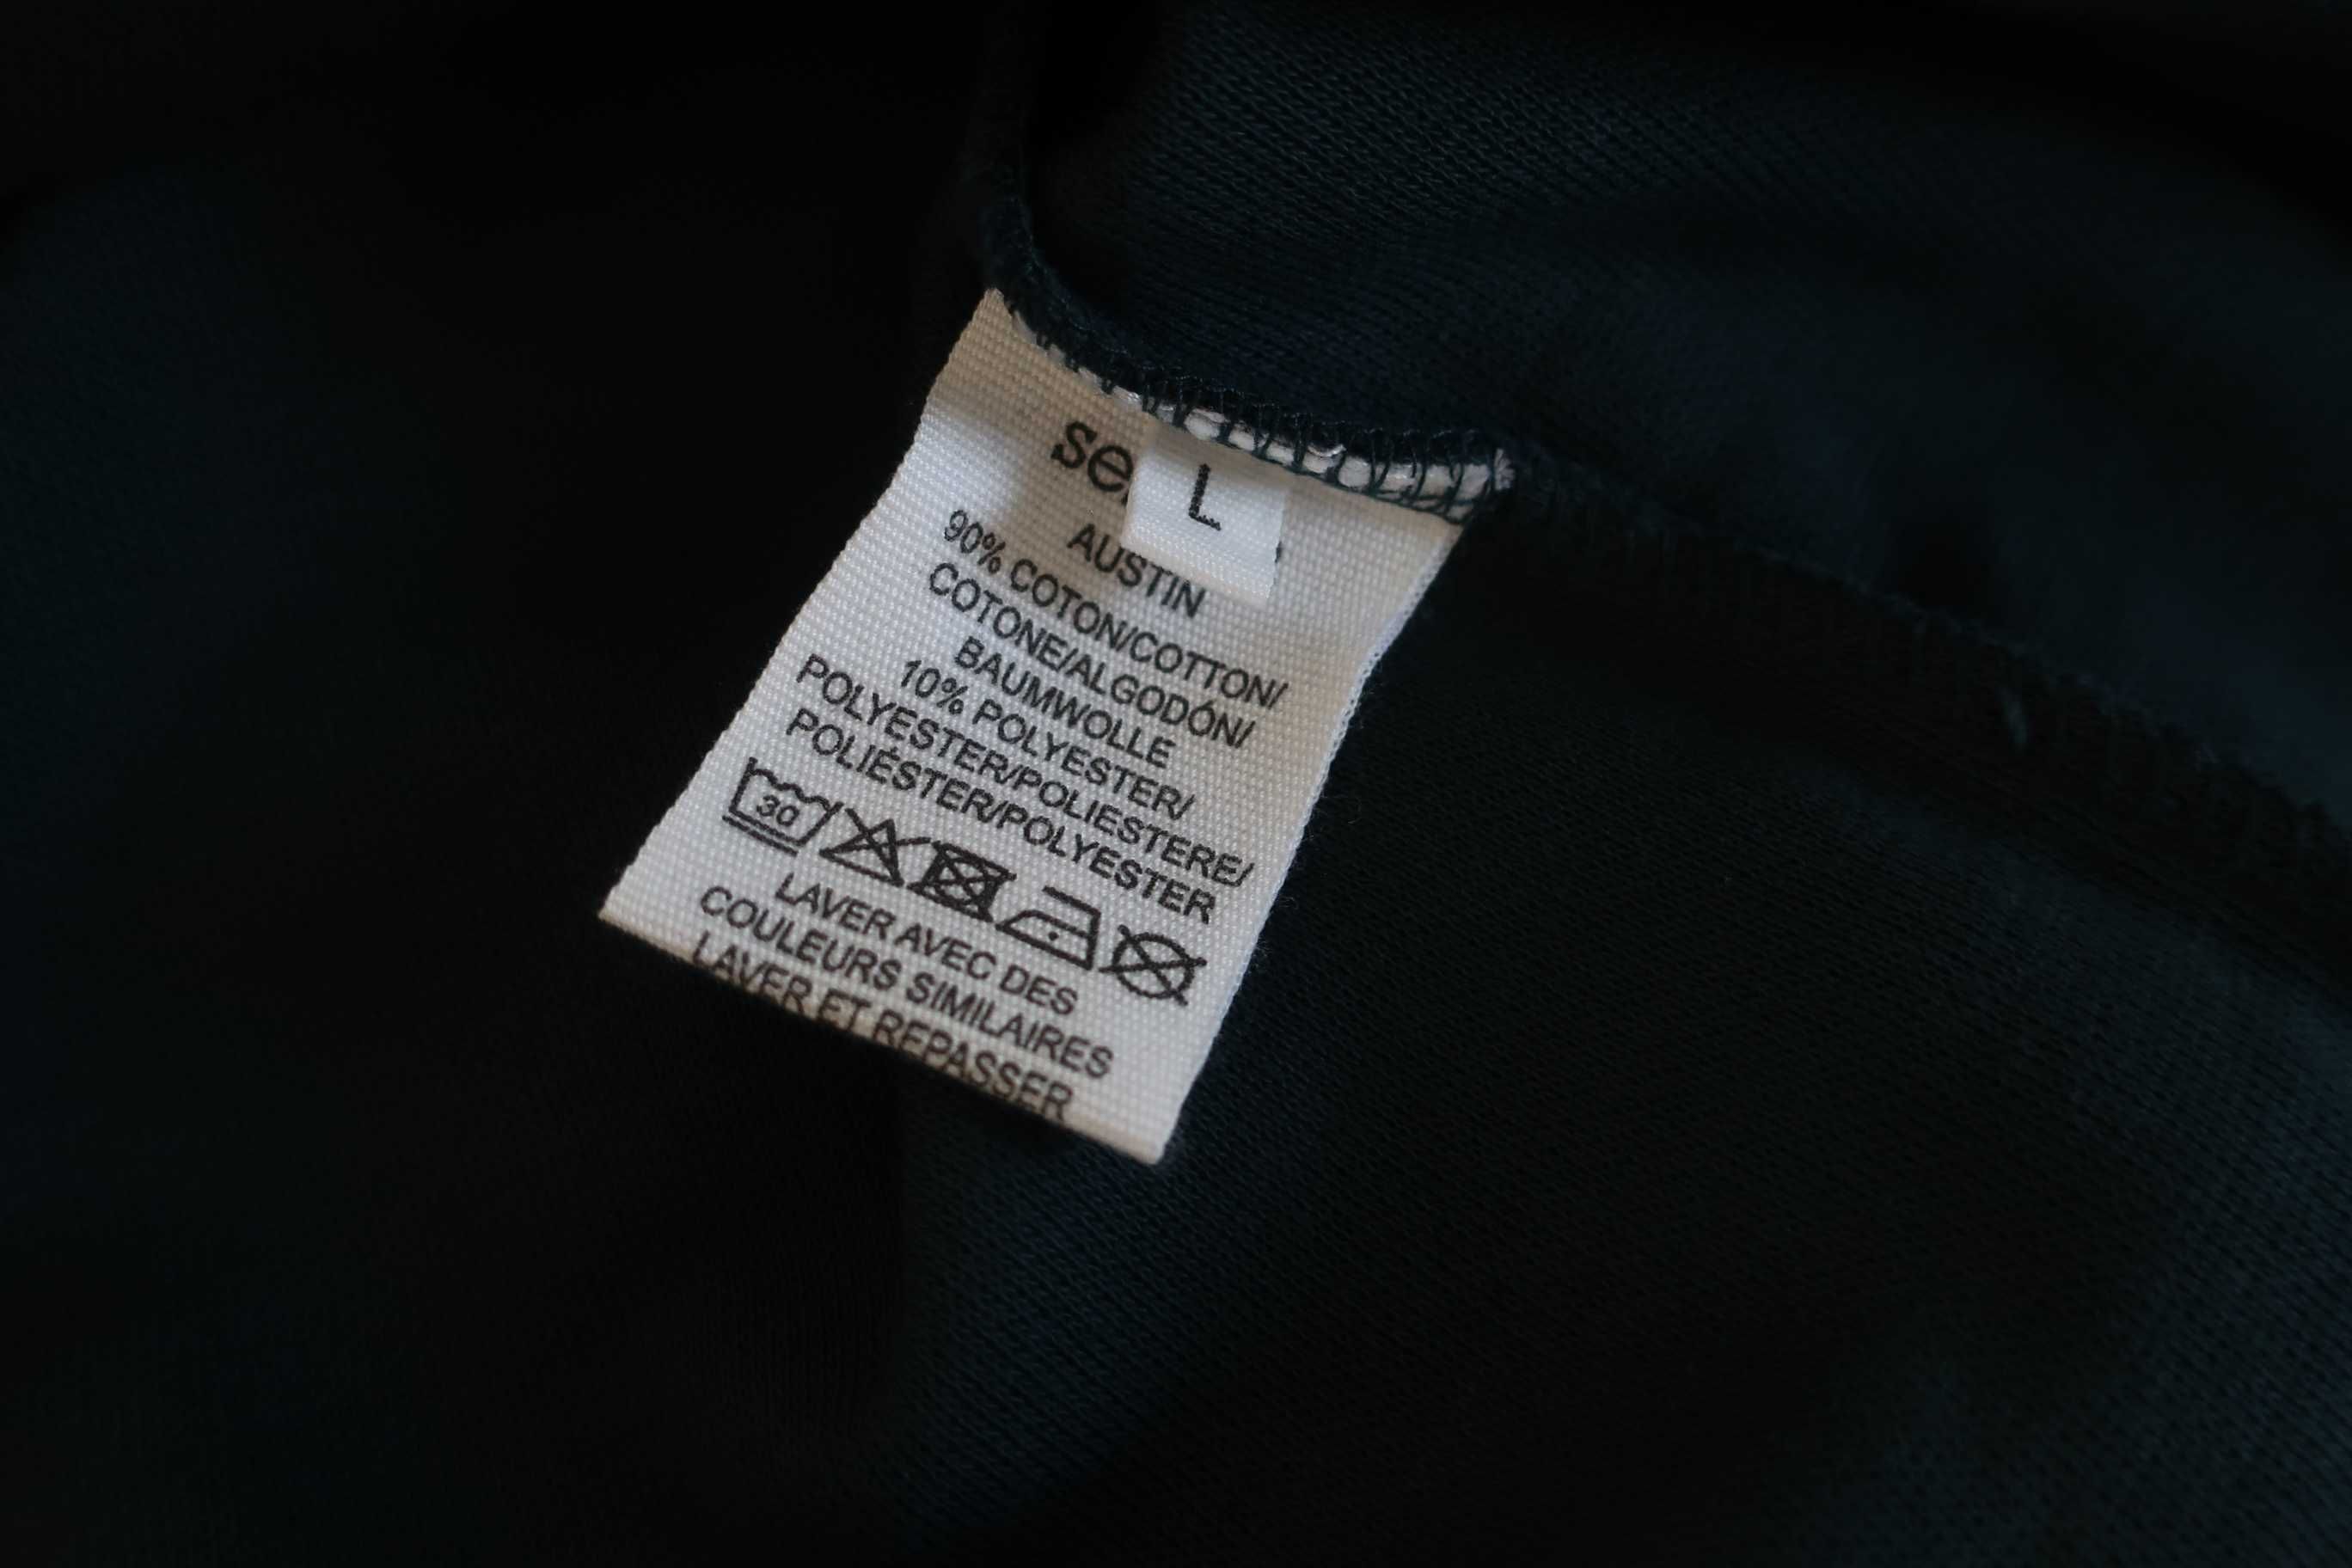 L
AUSTIN
90% COTON/COTTON/
COTONE/ALGODÓN/
BAUMWOLLE
10% POLYESTER/
POLYESTER/POLIESTERE/
POLIÉSTER/POLYESTER
30
LAVER AVEC DES
COULEURS SIMILAIRES
LAVER ET REPASSER